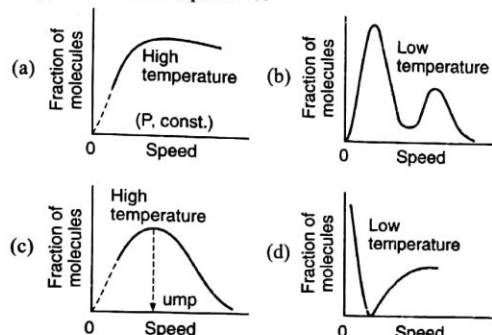 (a)
Fraction of
molecules
High
temperature
(P, const.)
0
Speed
(b)
Fraction of
molecules
Low
temperature
0
Speed
(c)
Fraction of
molecules
High
temperature
ump
0
Speed
(d)
Fraction of
molecules
Low
temperature
0
Speed